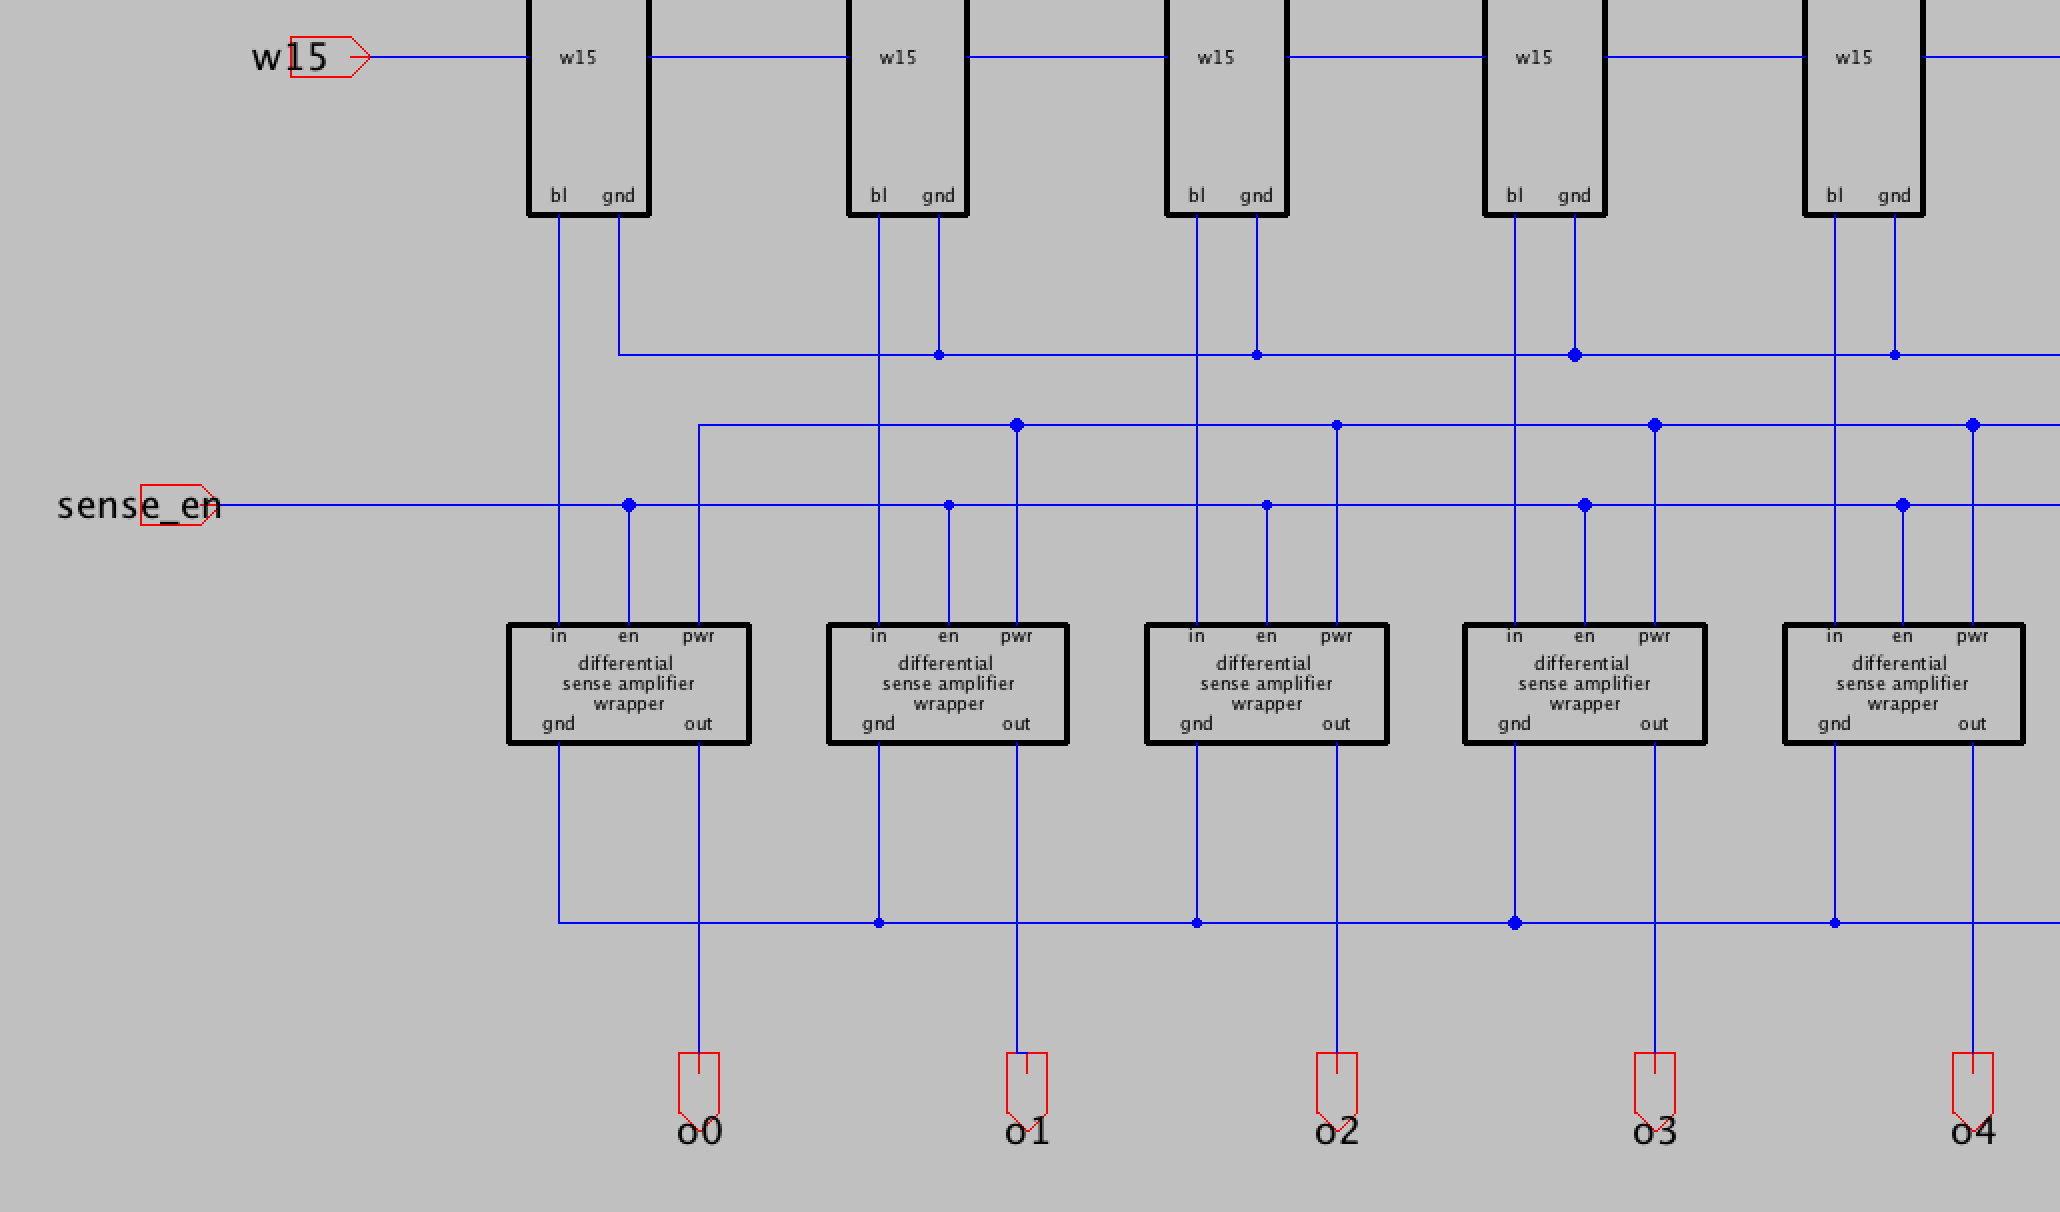 w15 w15 w15 w15 w15 w15
bl gnd bl gnd bl gnd bl gnd bl gnd
sense_en
in en pwr in en pwr in en pwr in en pwr in en pwr
differential differential differential differential differential
sense amplifier sense amplifier sense amplifier sense amplifier sense amplifier
wrapper wrapper wrapper wrapper wrapper
gnd out gnd out gnd out gnd out gnd out
o0 o1 o2 o3 o4